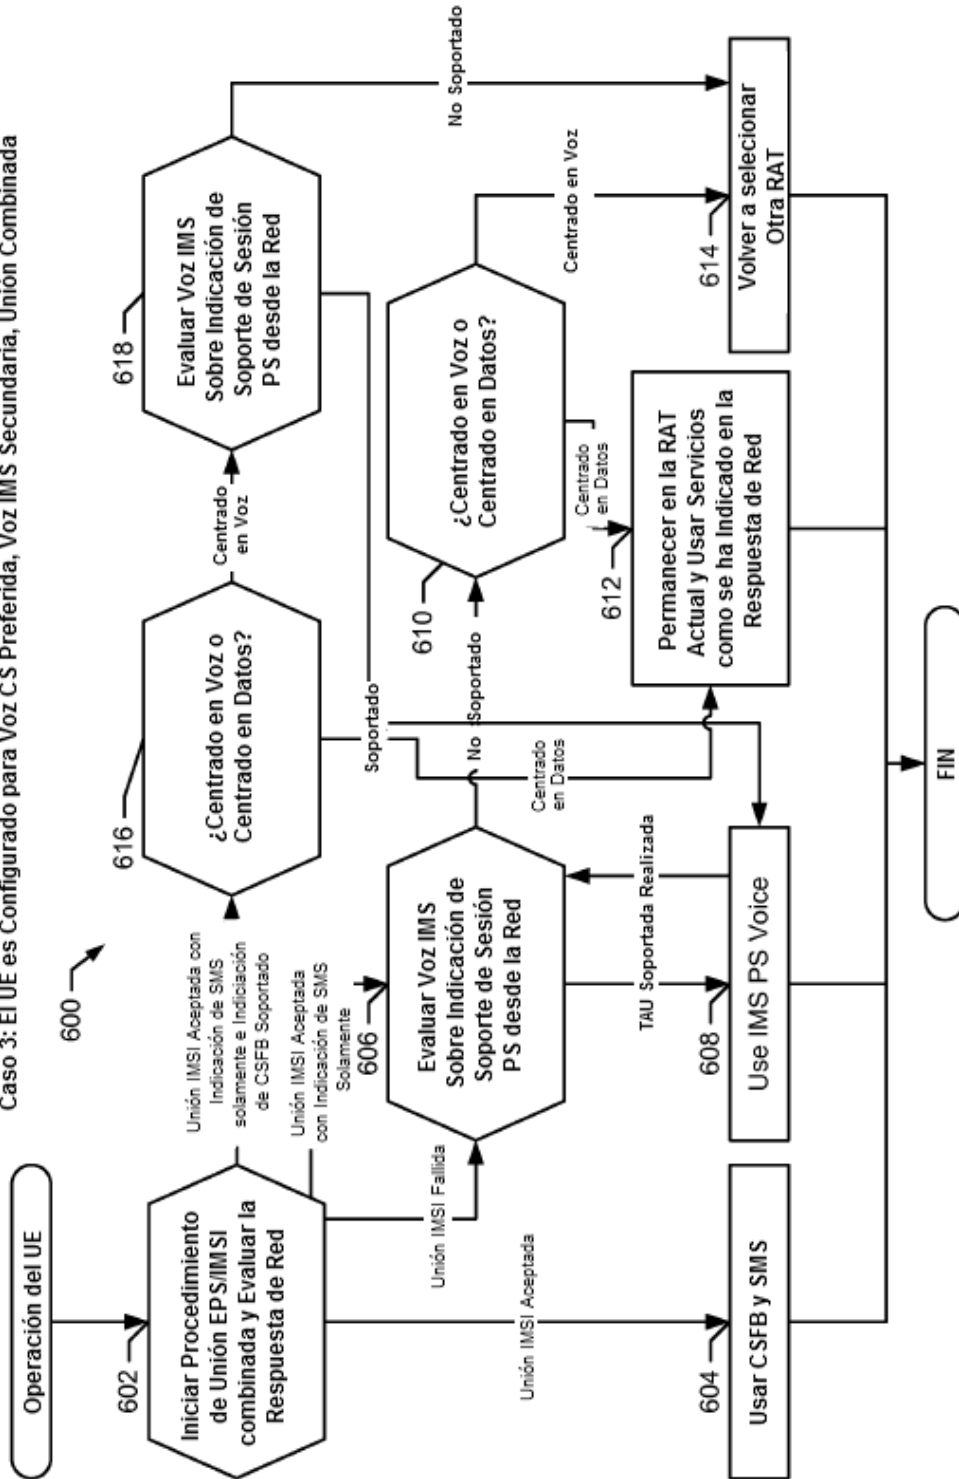 Caso 3: El UE es Configurado para Voz CS Preferida, Voz IMS Secundaria, Unión Combinada
600
Operación del UE
602
Iniciar Procedimiento
de Unión EPS/IMSI
combinada y Evaluar la
Respuesta de Red
Unión IMSI Aceptada con
Indicación de SMS
solamente e Indiciación
de CSFB Soportado
Unión IMSI Aceptada
con Indicación de SMS
Solamente
Unión IMSI Fallida
Unión IMSI Aceptada
616
¿Centrado en Voz o
Centrado en Datos?
Centrado
en Voz
618
Evaluar Voz IMS
Sobre Indicación de
Soporte de Sesión
PS desde la Red
No Soportado
Soportado
Centrado
en Datos
606
Evaluar Voz IMS
Sobre Indicación de
Soporte de Sesión
PS desde la Red
No Soportado
610
¿Centrado en Voz o
Centrado en Datos?
Centrado en Voz
Centrado
en Datos
TAU Soportada Realizada
604
Usar CSFB y SMS
608
Use IMS PS Voice
612
Permanecer en la RAT
Actual y Usar Servicios
como se ha Indicado en la
Respuesta de Red
614
Volver a selecionar
Otra RAT
FIN